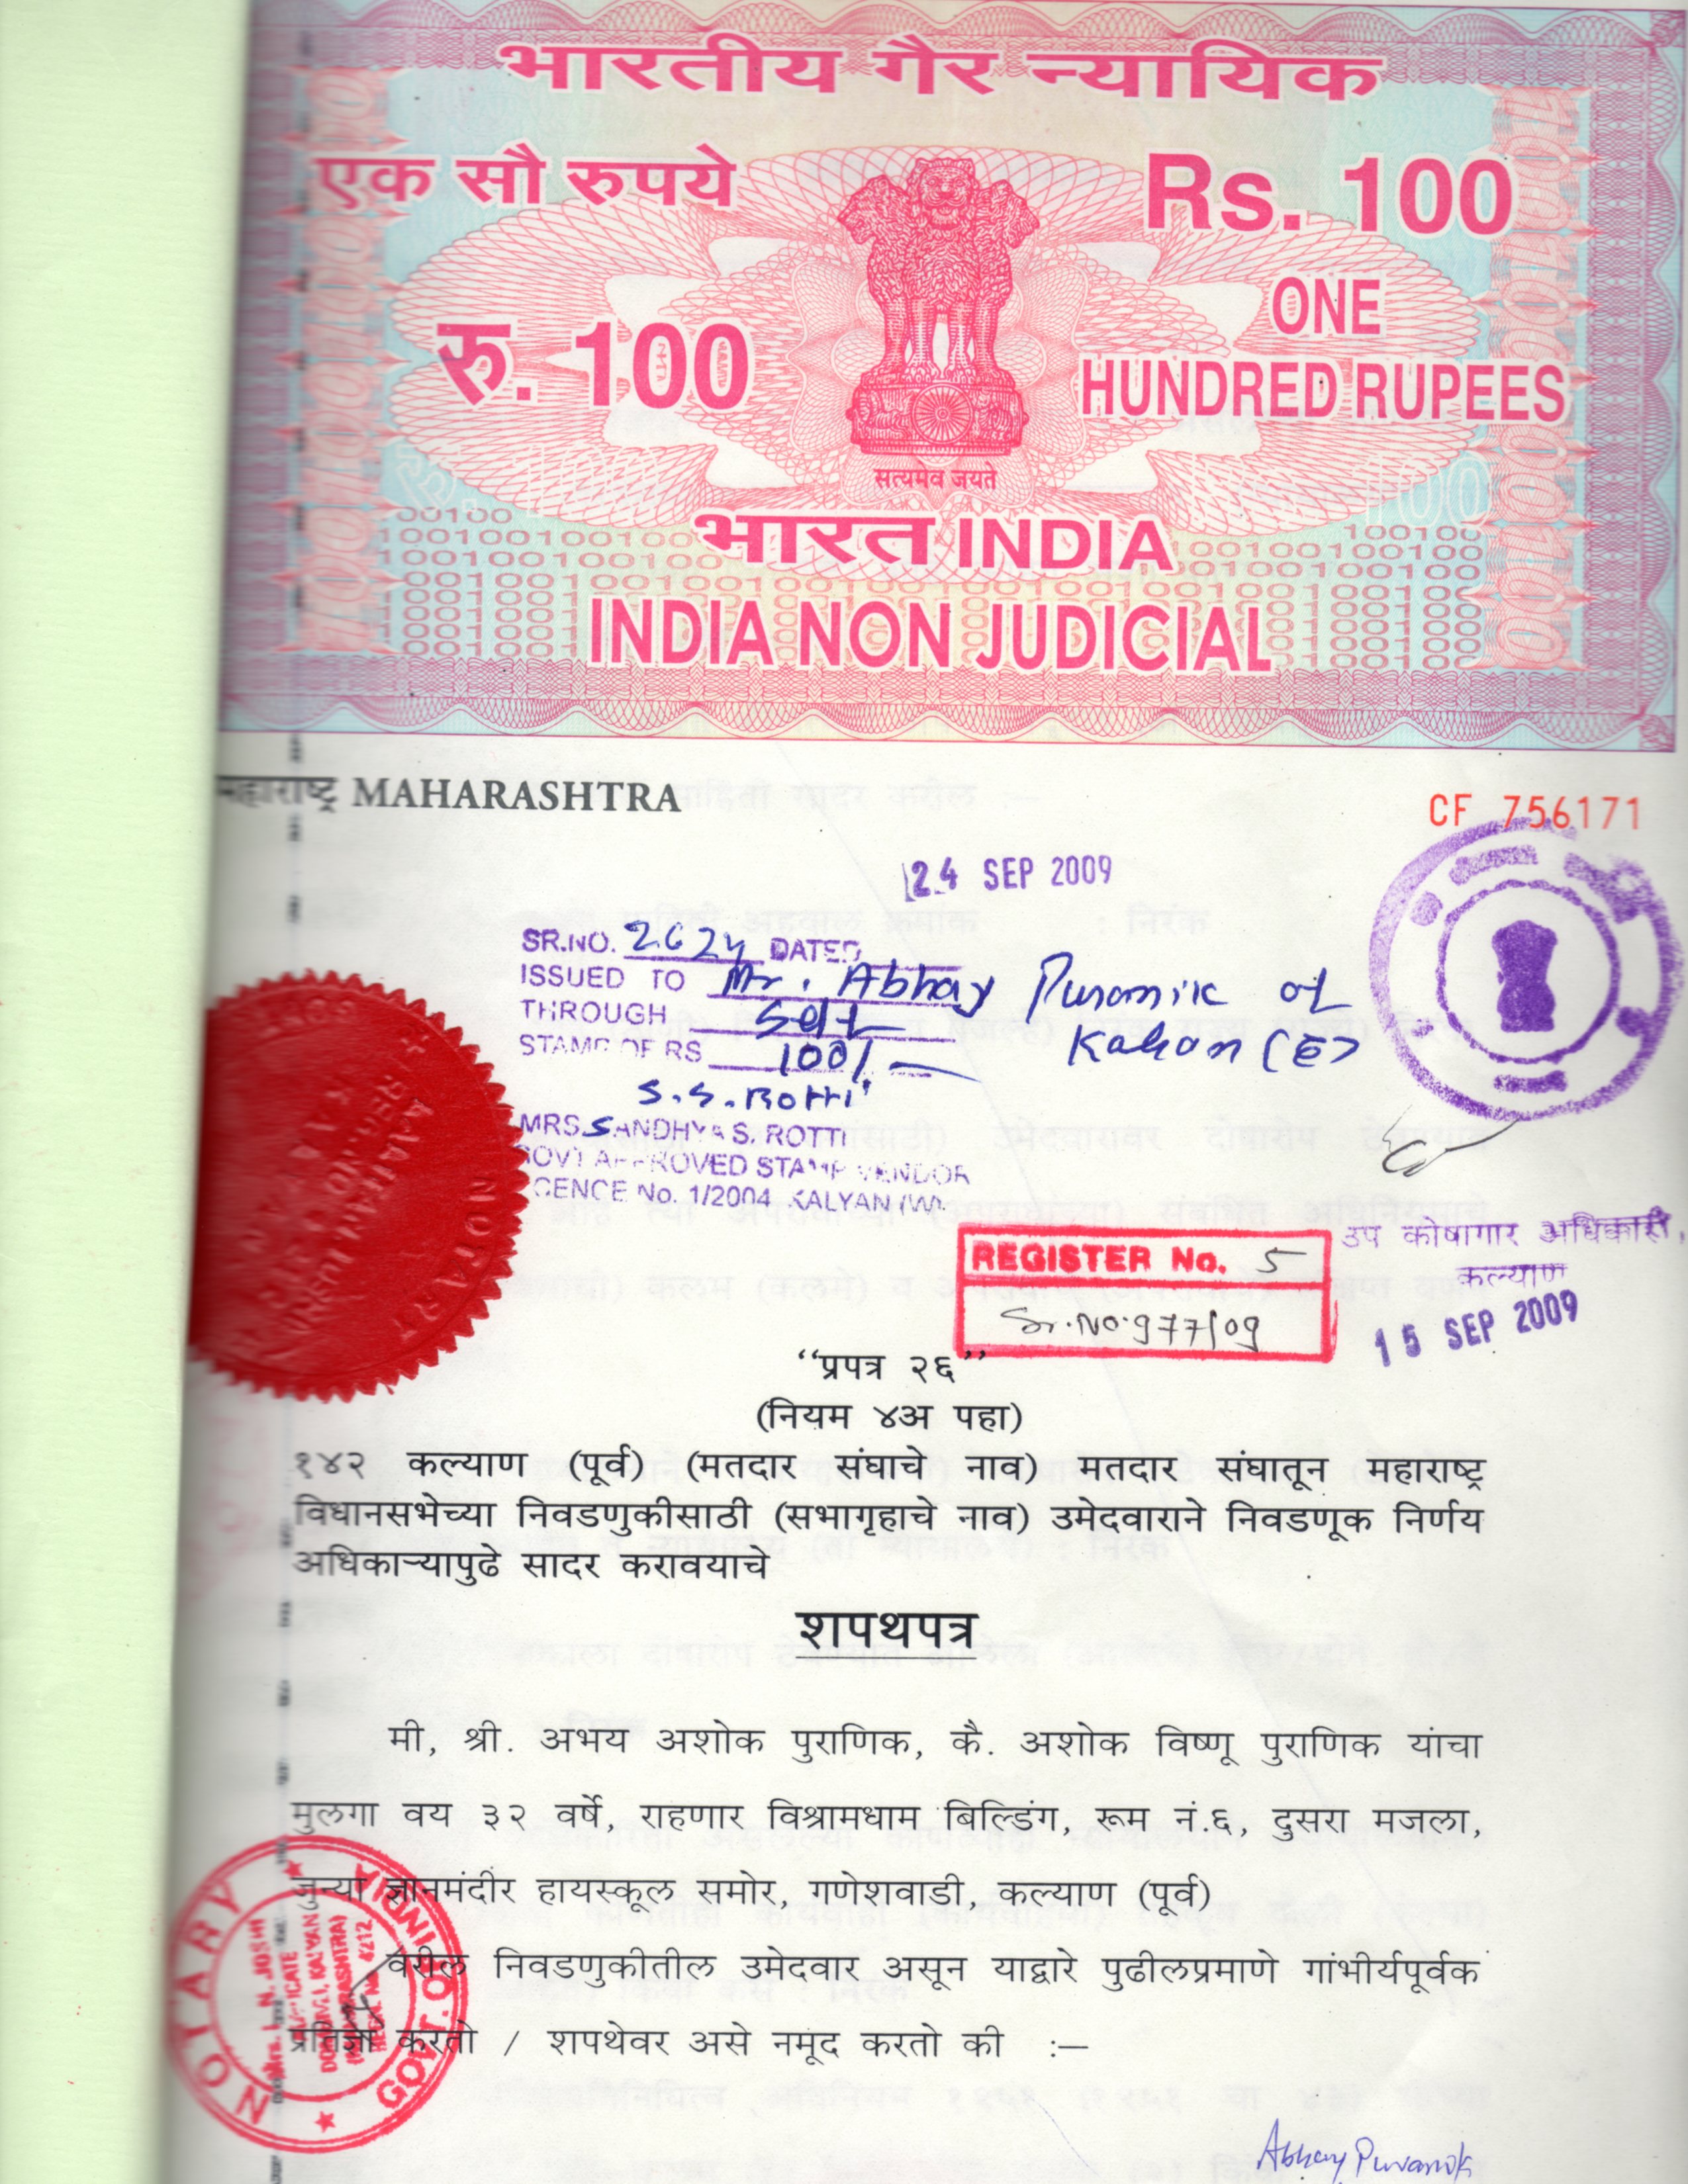 भारतीय गैर न्यायिक
एक सौ रुपये
Rs. 100
रु. 100
ONE
HUNDRED RUPEES
सत्यमेव जयते
भारत INDIA
INDIA NON JUDICIAL
महाराष्ट्र MAHARASHTRA
CF 756171
24 SEP 2009
SR.NO. 2624 DATED
ISSUED TO Mr. Abhay Puranik of
THROUGH Self Kalyan (E)
STAMP OF RS 100/-
S.S. Rotti
MRS SANDHYA S. ROTTI
GOVT APPROVED STAMP VENDOR
LICENCE No. 1/2004 KALYAN (W)
उप कोषागार अधिकारी,
कल्याण
15 SEP 2009
REGISTER No. 5
Sr. No. 977/09
“प्रपत्र २६”
(नियम ४अ पहा)
१४२ कल्याण (पूर्व) (मतदार संघाचे नाव) मतदार संघातून महाराष्ट्र
विधानसभेच्या निवडणुकीसाठी (सभागृहाचे नाव) उमेदवाराने निवडणूक निर्णय
अधिकाऱ्यापुढे सादर करावयाचे
शपथपत्र
मी, श्री. अभय अशोक पुराणिक, कै. अशोक विष्णू पुराणिक यांचा
मुलगा वय ३२ वर्षे, राहणार विश्रामधाम बिल्डिंग, रूम नं.६, दुसरा मजला,
जुन्या ज्ञानमंदीर हायस्कूल समोर, गणेशवाडी, कल्याण (पूर्व)
वरील निवडणुकीतील उमेदवार असून याद्वारे पुढीलप्रमाणे गांभीर्यपूर्वक
प्रतिज्ञा करतो / शपथेवर असे नमूद करतो की :–
NOTARY
GOVT. OF INDIA
Abhay Puranik